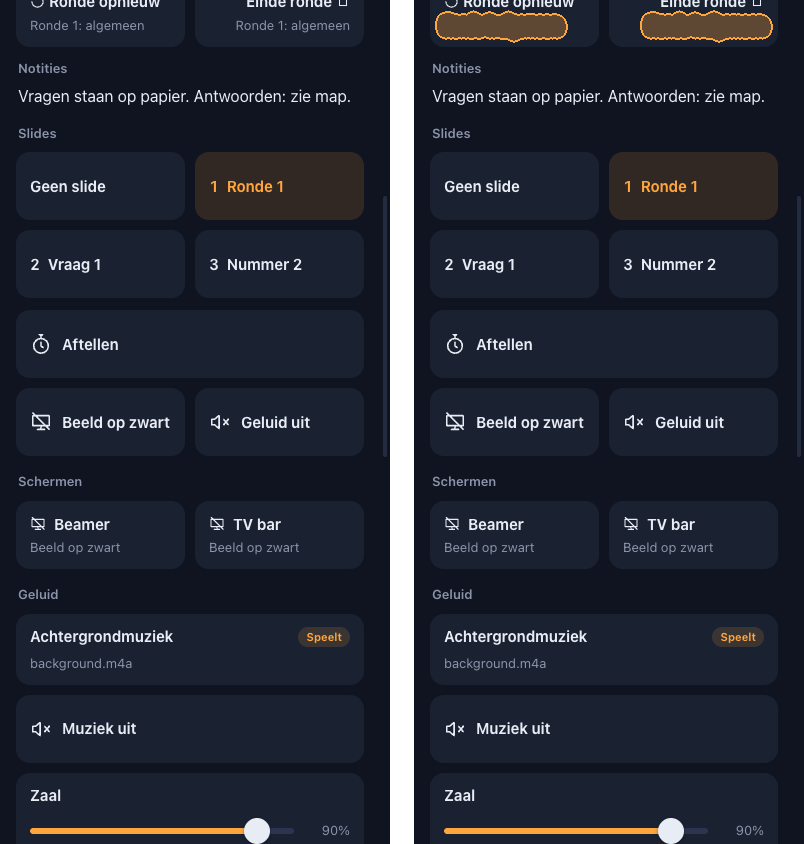 Ronde opnieuw
Einde ronde
Ronde 1: algemeen
Ronde 1: algemeen
Notities
Vragen staan op papier. Antwoorden: zie map.
Slides
Geen slide
1 Ronde 1
2 Vraag 1
3 Nummer 2
Aftellen
Beeld op zwart
Geluid uit
Schermen
Beamer
TV bar
Beeld op zwart
Beeld op zwart
Geluid
Achtergrondmuziek
Speelt
background.m4a
Muziek uit
Zaal
90%
Ronde opnieuw
Einde ronde
Notities
Vragen staan op papier. Antwoorden: zie map.
Slides
Geen slide
1 Ronde 1
2 Vraag 1
3 Nummer 2
Aftellen
Beeld op zwart
Geluid uit
Schermen
Beamer
TV bar
Beeld op zwart
Beeld op zwart
Geluid
Achtergrondmuziek
Speelt
background.m4a
Muziek uit
Zaal
90%